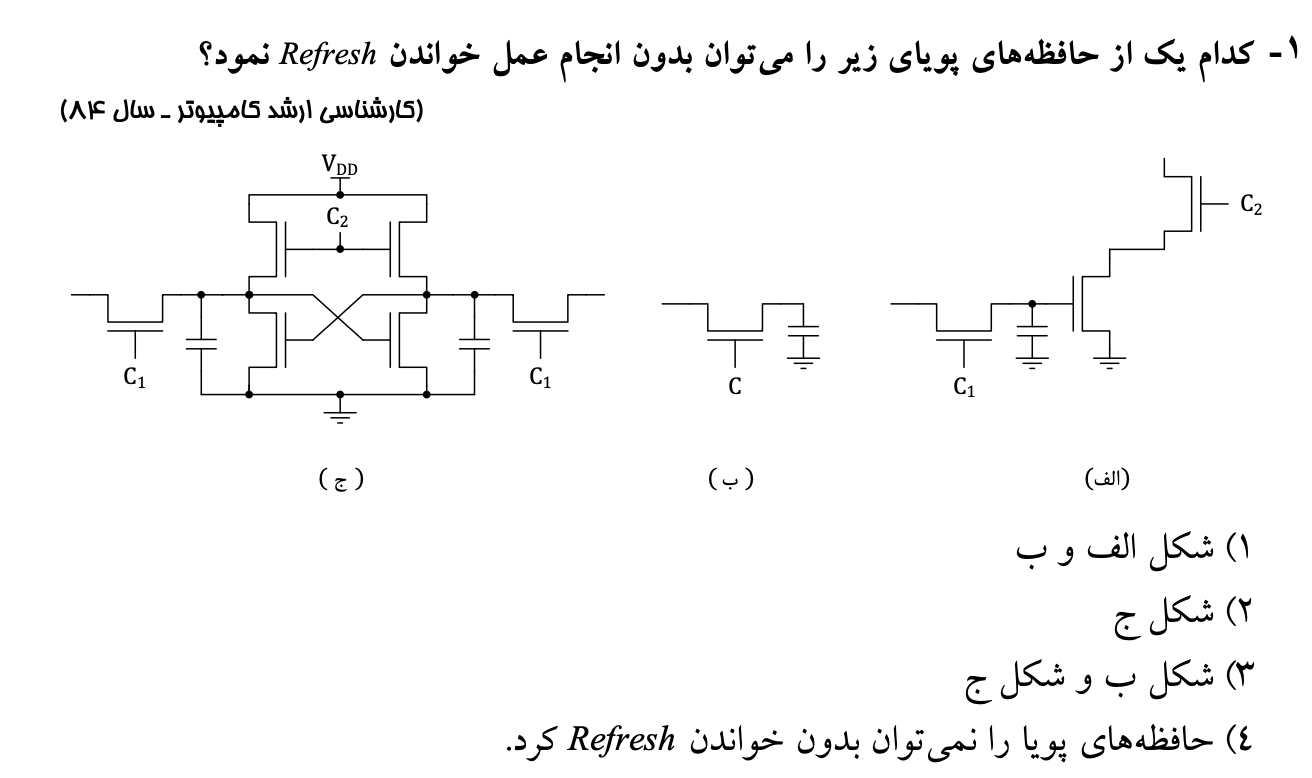 ۱- کدام یک از حافظه‌های پویای زیر را می‌توان بدون انجام عمل خواندن Refresh نمود؟
(کارشناسی ارشد کامپیوتر ـ سال ۸۴)
V_DD
C₂
C₂
C₁
C₁
C
C₁
(الف)
(ب)
(ج)
۱) شکل الف و ب
۲) شکل ج
۳) شکل ب و شکل ج
٤) حافظه‌های پویا را نمی‌توان بدون خواندن Refresh کرد.